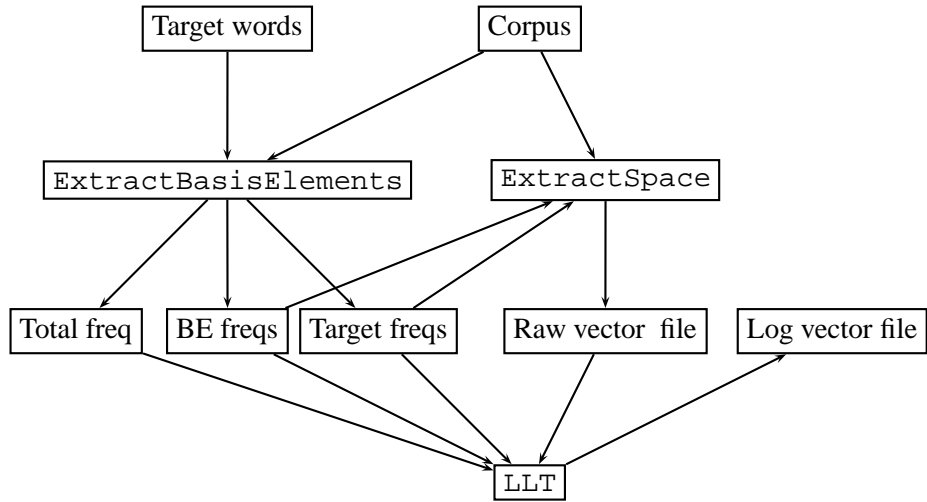 Target words
Corpus
ExtractBasisElements
ExtractSpace
Total freq
BE freqs
Target freqs
Raw vector file
Log vector file
LLT